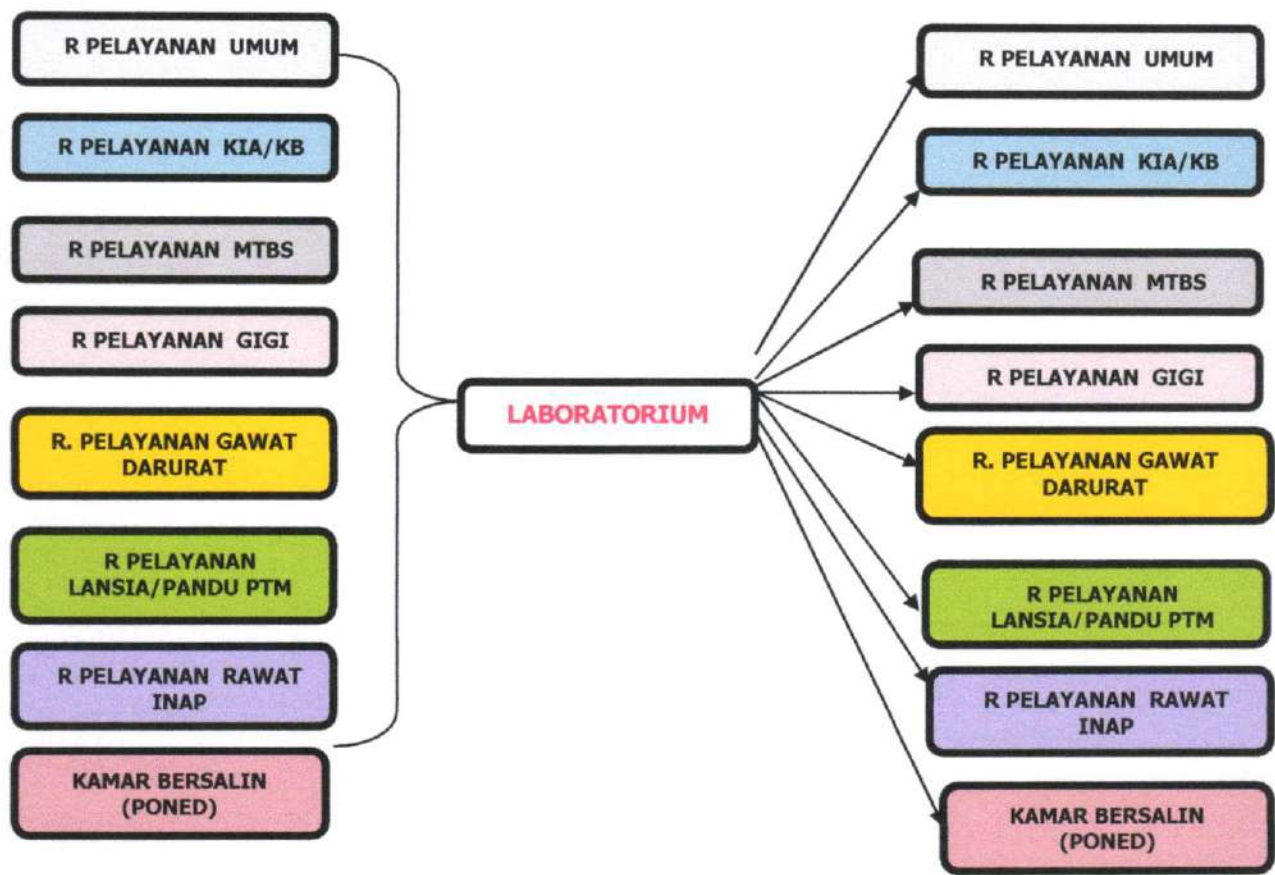 R PELAYANAN UMUM
R PELAYANAN KIA/KB
R PELAYANAN MTBS
R PELAYANAN GIGI
R. PELAYANAN GAWAT
DARURAT
R PELAYANAN
LANSIA/PANDU PTM
R PELAYANAN RAWAT
INAP
KAMAR BERSALIN
(PONED)
LABORATORIUM
R PELAYANAN UMUM
R PELAYANAN KIA/KB
R PELAYANAN MTBS
R PELAYANAN GIGI
R. PELAYANAN GAWAT
DARURAT
R PELAYANAN
LANSIA/PANDU PTM
R PELAYANAN RAWAT
INAP
KAMAR BERSALIN
(PONED)